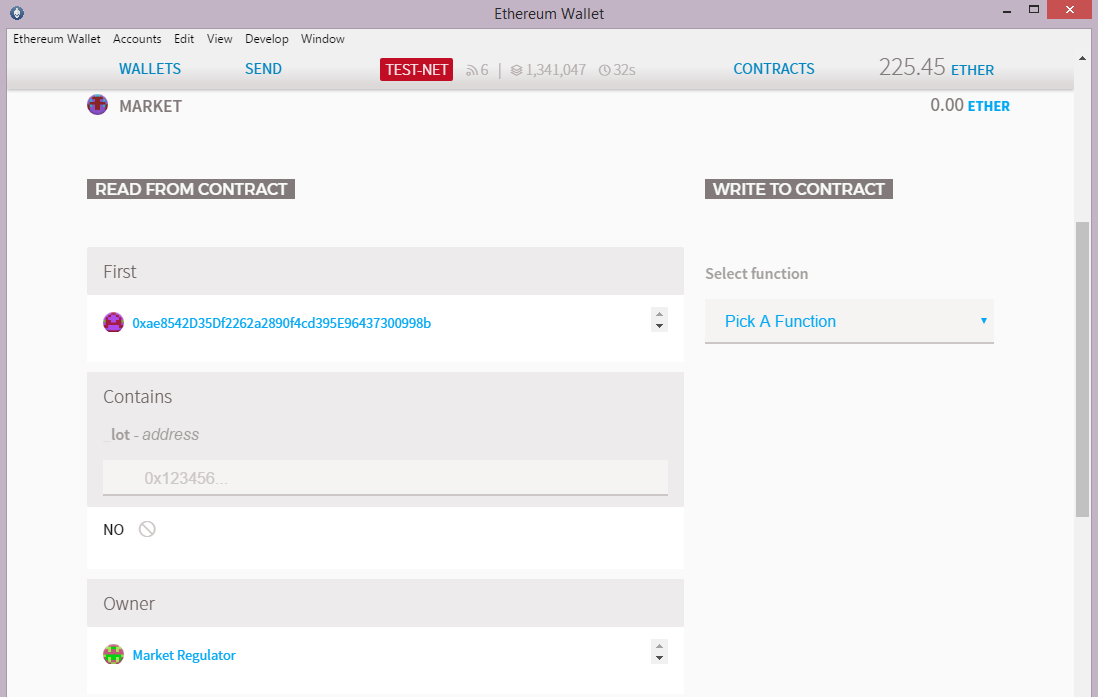 Ethereum Wallet
Ethereum Wallet Accounts Edit View Develop Window
WALLETS SEND TEST-NET 6 | 1,341,047 32s CONTRACTS 225.45 ETHER
MARKET 0.00 ETHER
READ FROM CONTRACT WRITE TO CONTRACT
First
Select function
0xae8542D35Df2262a2890f4cd395E96437300998b
Pick A Function
Contains
_lot - address
0x123456...
NO
Owner
Market Regulator